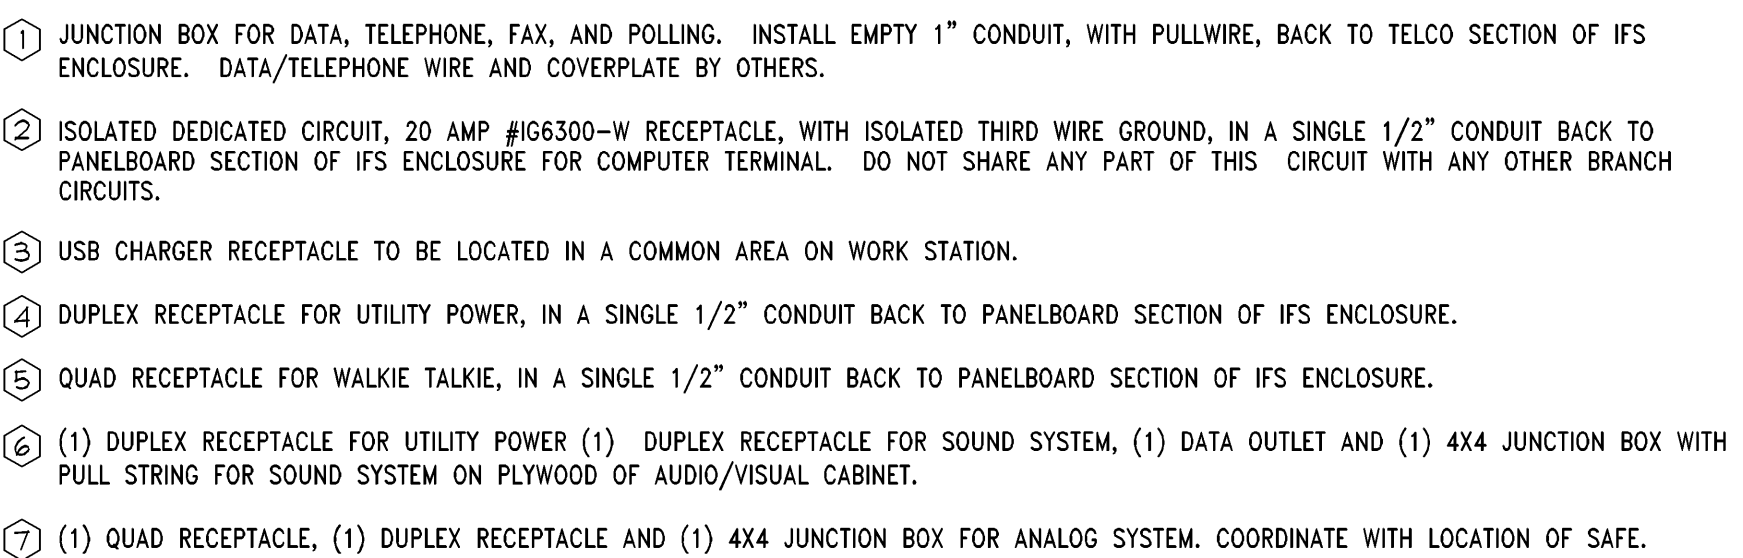 1 JUNCTION BOX FOR DATA, TELEPHONE, FAX, AND POLLING. INSTALL EMPTY 1" CONDUIT, WITH PULLWIRE, BACK TO TELCO SECTION OF IFS
ENCLOSURE. DATA/TELEPHONE WIRE AND COVERPLATE BY OTHERS.
2 ISOLATED DEDICATED CIRCUIT, 20 AMP #IG6300-W RECEPTACLE, WITH ISOLATED THIRD WIRE GROUND, IN A SINGLE 1/2" CONDUIT BACK TO
PANELBOARD SECTION OF IFS ENCLOSURE FOR COMPUTER TERMINAL. DO NOT SHARE ANY PART OF THIS CIRCUIT WITH ANY OTHER BRANCH
CIRCUITS.
3 USB CHARGER RECEPTACLE TO BE LOCATED IN A COMMON AREA ON WORK STATION.
4 DUPLEX RECEPTACLE FOR UTILITY POWER, IN A SINGLE 1/2" CONDUIT BACK TO PANELBOARD SECTION OF IFS ENCLOSURE.
5 QUAD RECEPTACLE FOR WALKIE TALKIE, IN A SINGLE 1/2" CONDUIT BACK TO PANELBOARD SECTION OF IFS ENCLOSURE.
6 (1) DUPLEX RECEPTACLE FOR UTILITY POWER (1) DUPLEX RECEPTACLE FOR SOUND SYSTEM, (1) DATA OUTLET AND (1) 4X4 JUNCTION BOX WITH
PULL STRING FOR SOUND SYSTEM ON PLYWOOD OF AUDIO/VISUAL CABINET.
7 (1) QUAD RECEPTACLE, (1) DUPLEX RECEPTACLE AND (1) 4X4 JUNCTION BOX FOR ANALOG SYSTEM. COORDINATE WITH LOCATION OF SAFE.